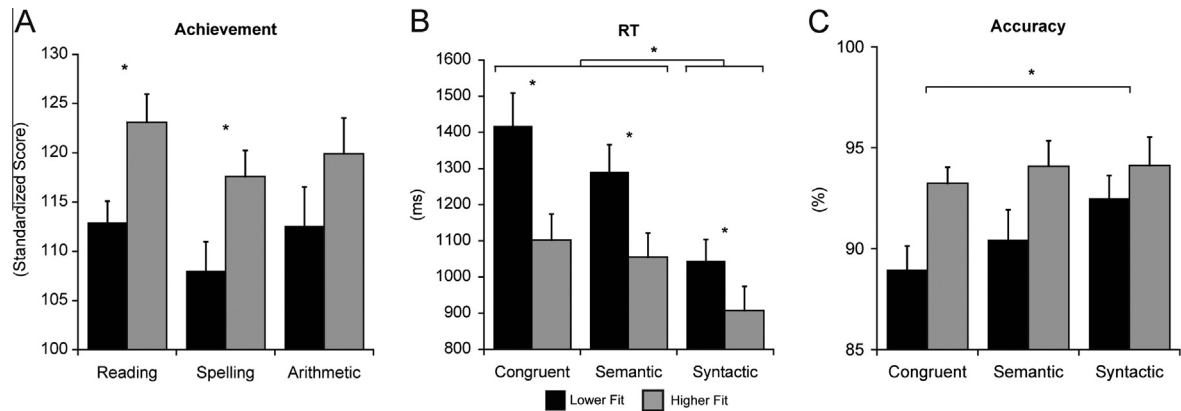 A
Achievement
(Standardized Score)
130
*
125
*
120
115
110
105
100
Reading Spelling Arithmetic
B
RT
(ms)
1600
*
1500
*
1400
*
1300
1200
1100
*
1000
900
800
Congruent Semantic Syntactic
C
Accuracy
(%)
100
*
95
90
85
Congruent Semantic Syntactic
Lower Fit Higher Fit